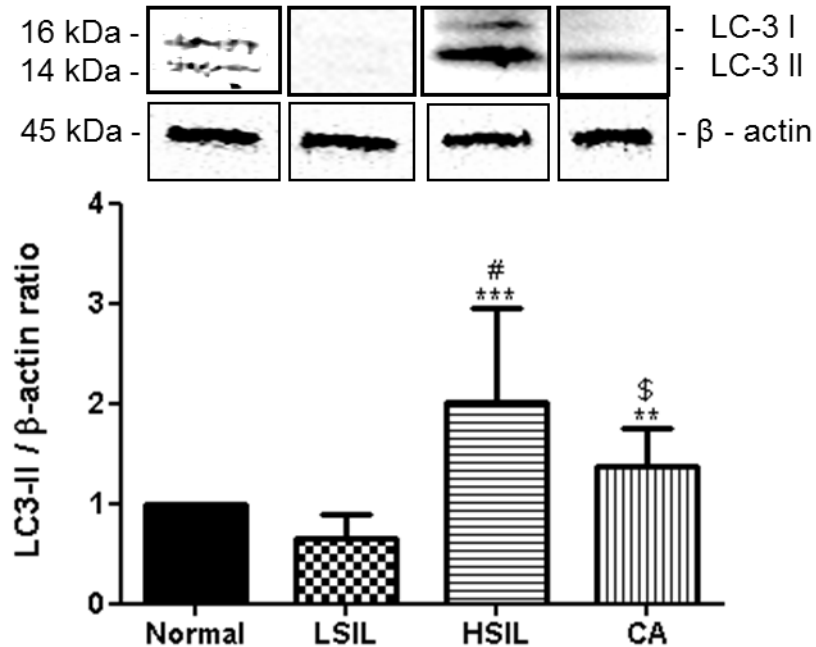 16 kDa - - LC-3 I
14 kDa - - LC-3 II
45 kDa - - β - actin
LC3-II / β-actin ratio
4
3
2
1
0
#
***
$
**
Normal LSIL HSIL CA